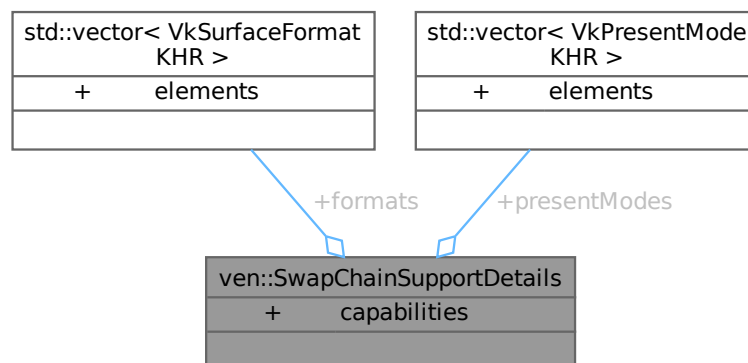 std::vector< VkSurfaceFormat
KHR >
+ elements
std::vector< VkPresentMode
KHR >
+ elements
+formats
+presentModes
ven::SwapChainSupportDetails
+ capabilities